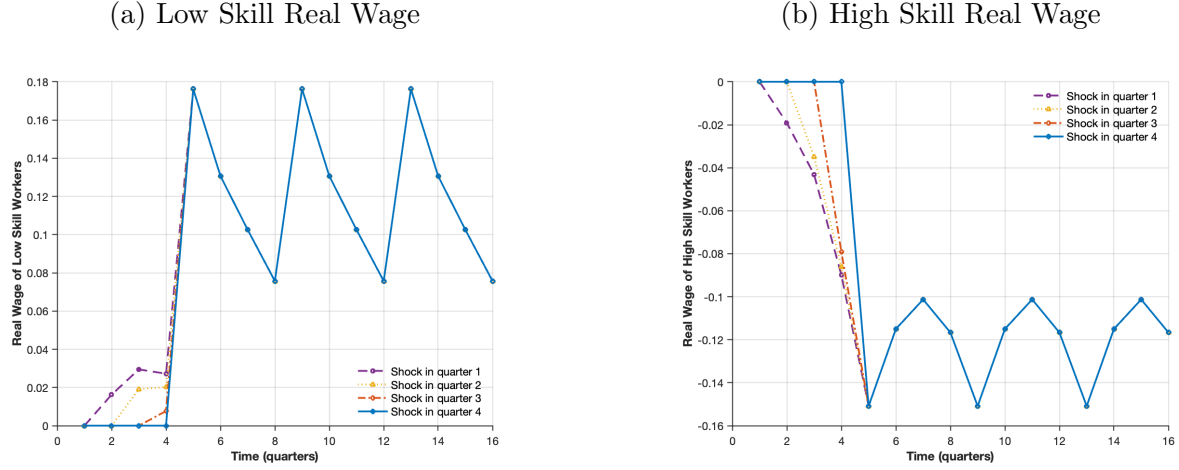 (a) Low Skill Real Wage
0.18
0.16
0.14
0.12
0.1
0.08
0.06
0.04
0.02
0
Real Wage of Low Skill Workers
0 2 4 6 8 10 12 14 16
Time (quarters)
Shock in quarter 1
Shock in quarter 2
Shock in quarter 3
Shock in quarter 4
(b) High Skill Real Wage
0
-0.02
-0.04
-0.06
-0.08
-0.1
-0.12
-0.14
-0.16
Real Wage of High Skill Workers
0 2 4 6 8 10 12 14 16
Time (quarters)
Shock in quarter 1
Shock in quarter 2
Shock in quarter 3
Shock in quarter 4